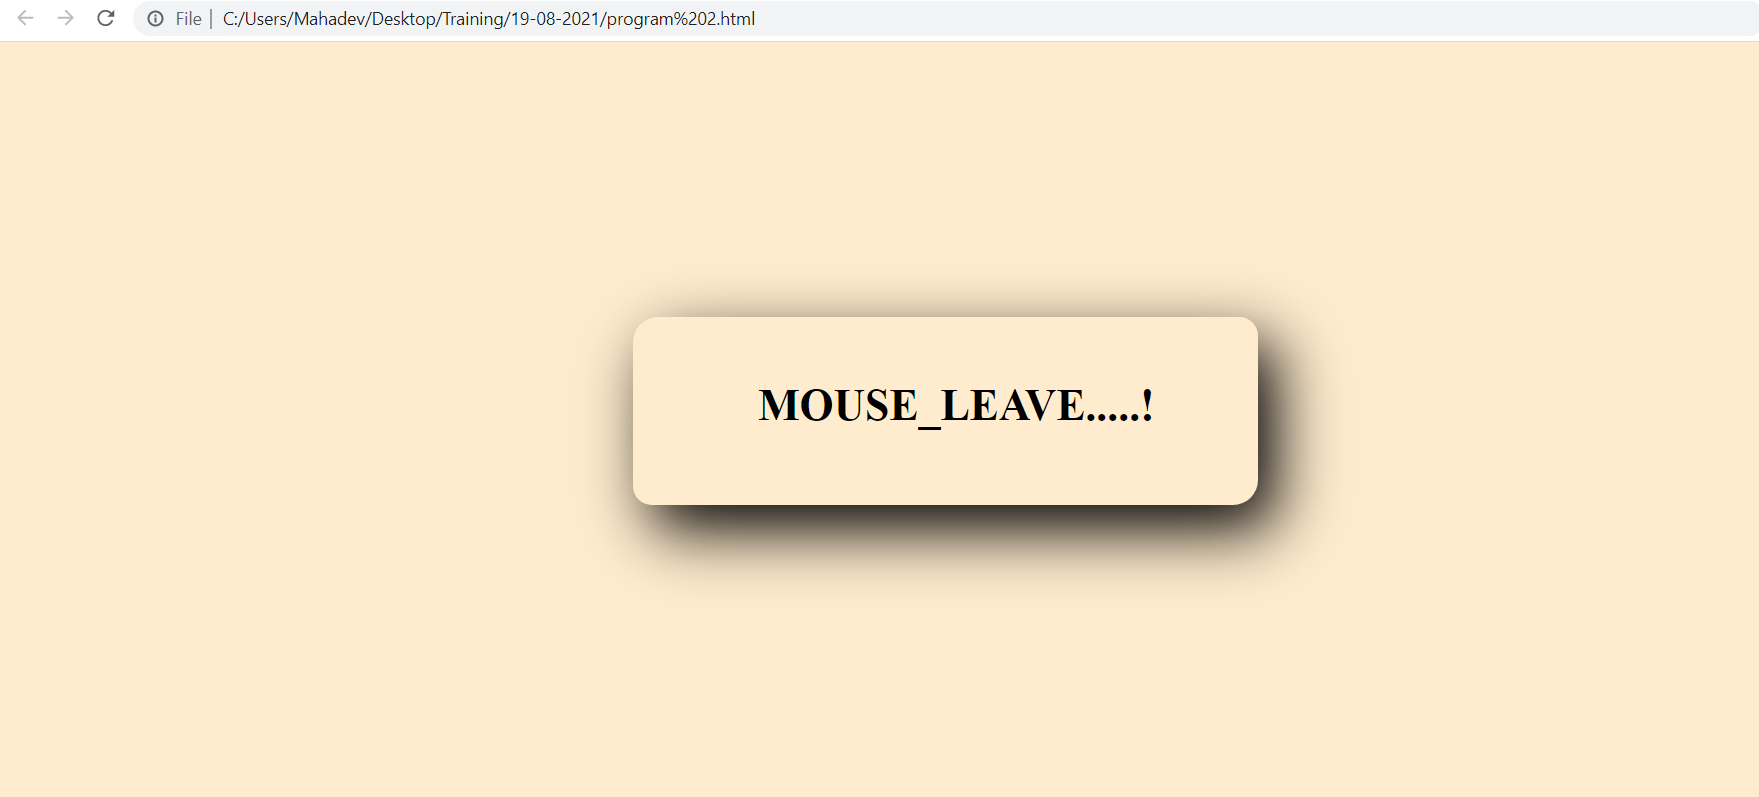 File | C:/Users/Mahadev/Desktop/Training/19-08-2021/program%202.html
MOUSE_LEAVE.....!